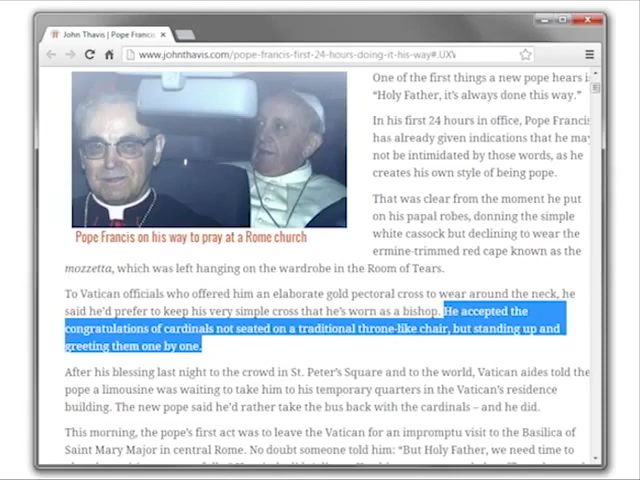 John Thavis | Pope Francis
www.johnthavis.com/pope-francis-first-24-hours-doing-it-his-way#.UX
One of the first things a new pope hears is
“Holy Father, it’s always done this way.”
In his first 24 hours in office, Pope Francis
has already given indications that he may
not be intimidated by those words, as he
creates his own style of being pope.
That was clear from the moment he put
on his papal robes, donning the simple
white cassock but declining to wear the
ermine-trimmed red cape known as the
Pope Francis on his way to pray at a Rome church
mozzetta, which was left hanging on the wardrobe in the Room of Tears.
To Vatican officials who offered him an elaborate gold pectoral cross to wear around the neck, he
said he’d prefer to keep his very simple cross that he’s worn as a bishop. He accepted the
congratulations of cardinals not seated on a traditional throne-like chair, but standing up and
greeting them one by one.
After his blessing last night to the crowd in St. Peter’s Square and to the world, Vatican aides told the
pope a limousine was waiting to take him to his temporary quarters in the Vatican’s residence
building. The new pope said he’d rather take the bus back with the cardinals – and he did.
This morning, the pope’s first act was to leave the Vatican for an impromptu visit to the Basilica of
Saint Mary Major in central Rome. No doubt someone told him: “But Holy Father, we need time to